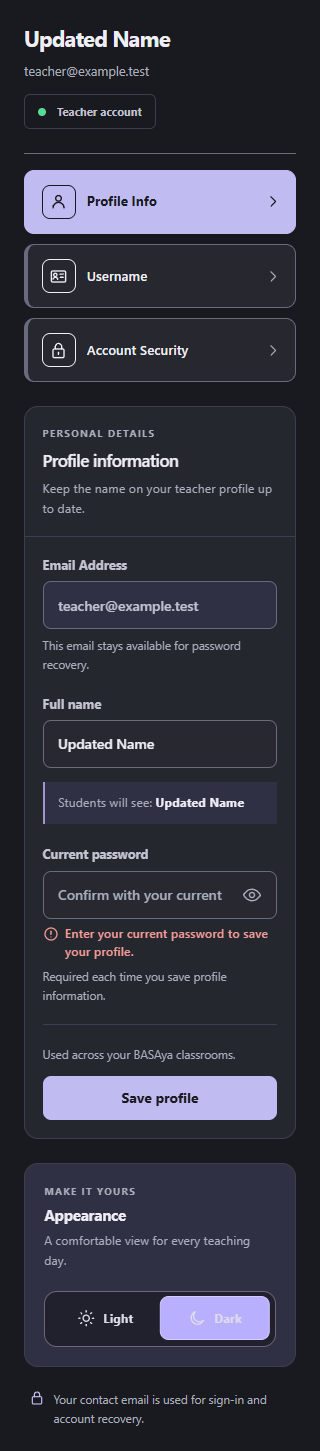 Updated Name
teacher@example.test
Teacher account
Profile Info
Username
Account Security
PERSONAL DETAILS
Profile information
Keep the name on your teacher profile up
to date.
Email Address
teacher@example.test
This email stays available for password
recovery.
Full name
Updated Name
Students will see: Updated Name
Current password
Confirm with your current
Enter your current password to save
your profile.
Required each time you save profile
information.
Used across your BASAya classrooms.
Save profile
MAKE IT YOURS
Appearance
A comfortable view for every teaching
day.
Light
Dark
Your contact email is used for sign-in and
account recovery.